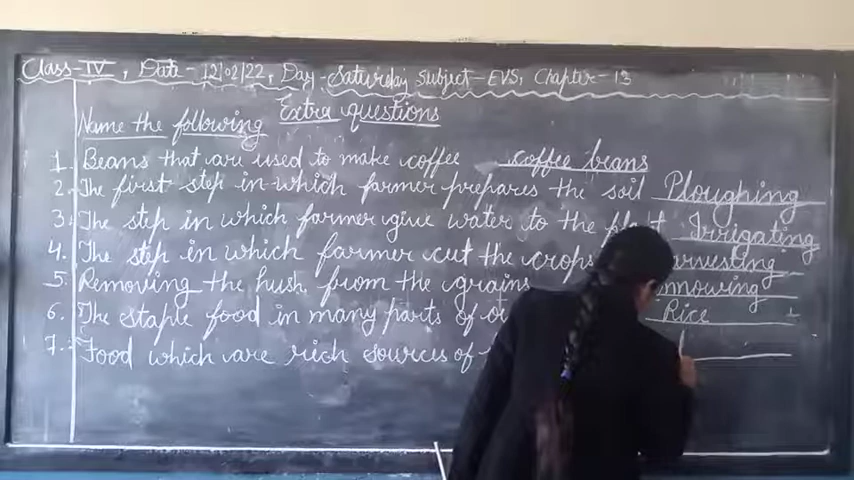 Class-IV, Date-12/02/22, Day-Saturday Subject-EVS, Chapter-13
Extra questions
Name the following
1. Beans that are used to make coffee coffee beans
2. The first step in which farmer prepares the soil Ploughing
3. The step in which farmer give water to the Irrigating
4. The step in which farmer cut the crops
5. Removing the husk from the grains
6. The staple food in many parts of Rice
7. Food which are rich sources of